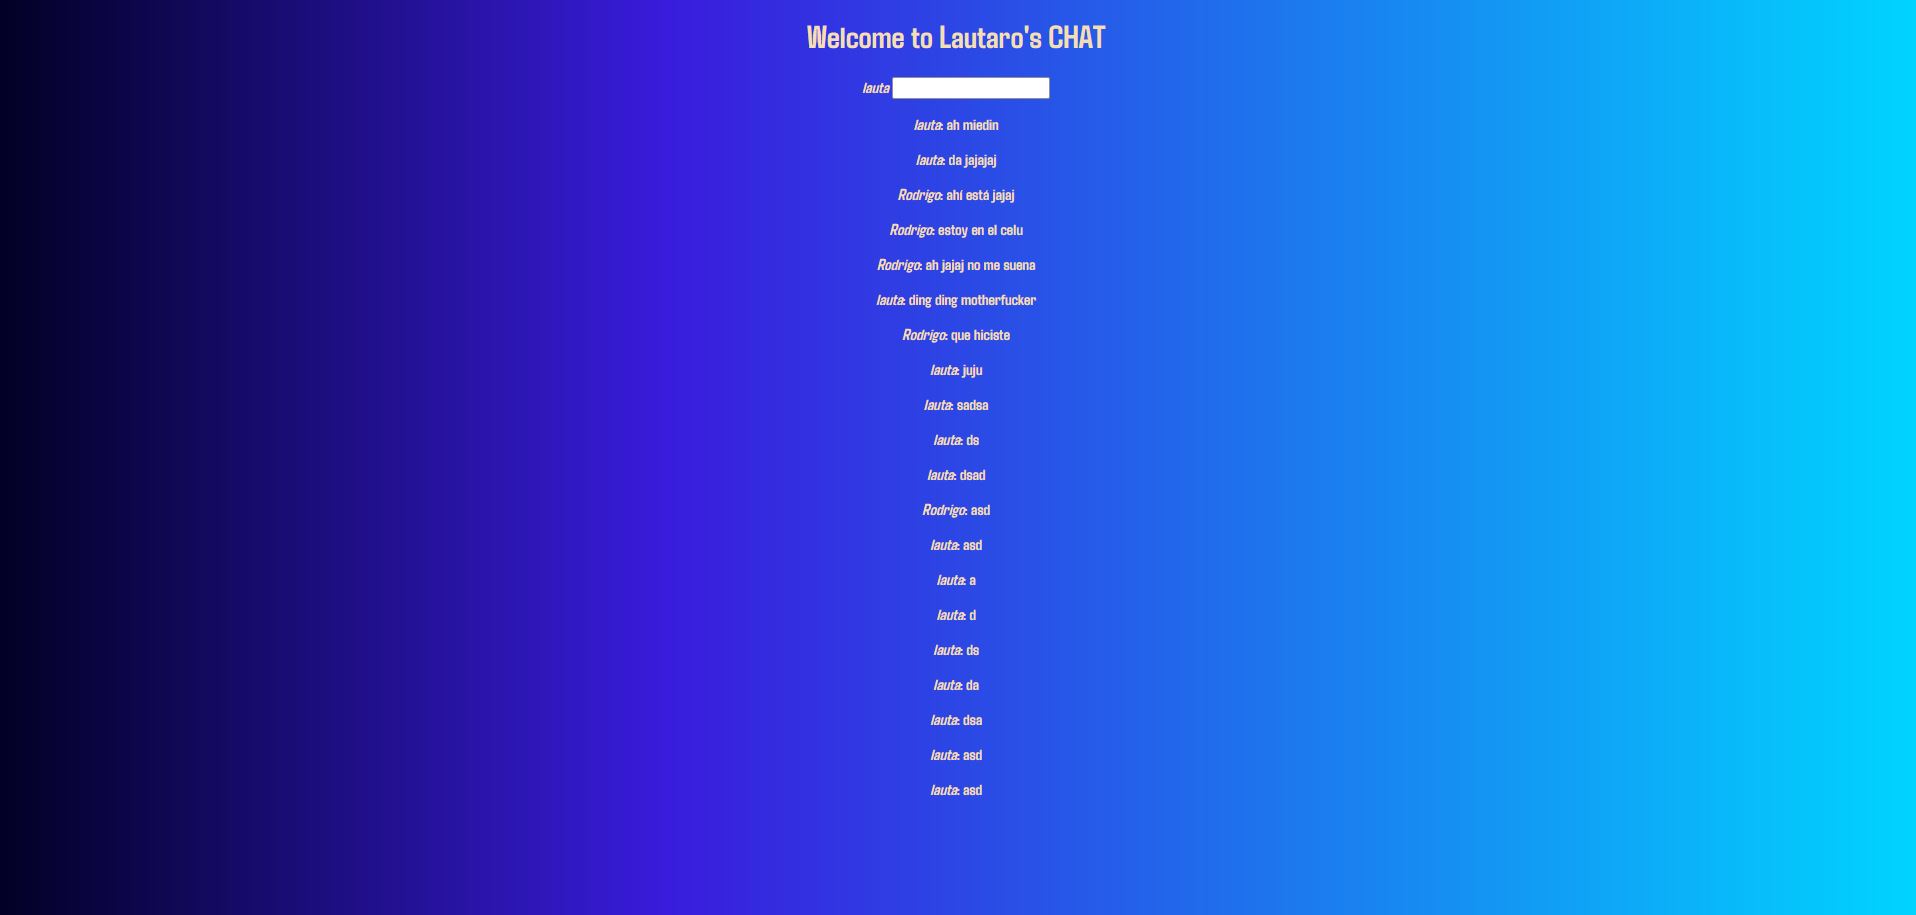 Welcome to Lautaro's CHAT
lauta
lauta: ah miedin
lauta: da jajajaj
Rodrigo: ahí está jajaj
Rodrigo: estoy en el celu
Rodrigo: ah jajaj no me suena
lauta: ding ding motherfucker
Rodrigo: que hiciste
lauta: juju
lauta: sadsa
lauta: ds
lauta: dsad
Rodrigo: asd
lauta: asd
lauta: a
lauta: d
lauta: ds
lauta: da
lauta: dsa
lauta: asd
lauta: asd